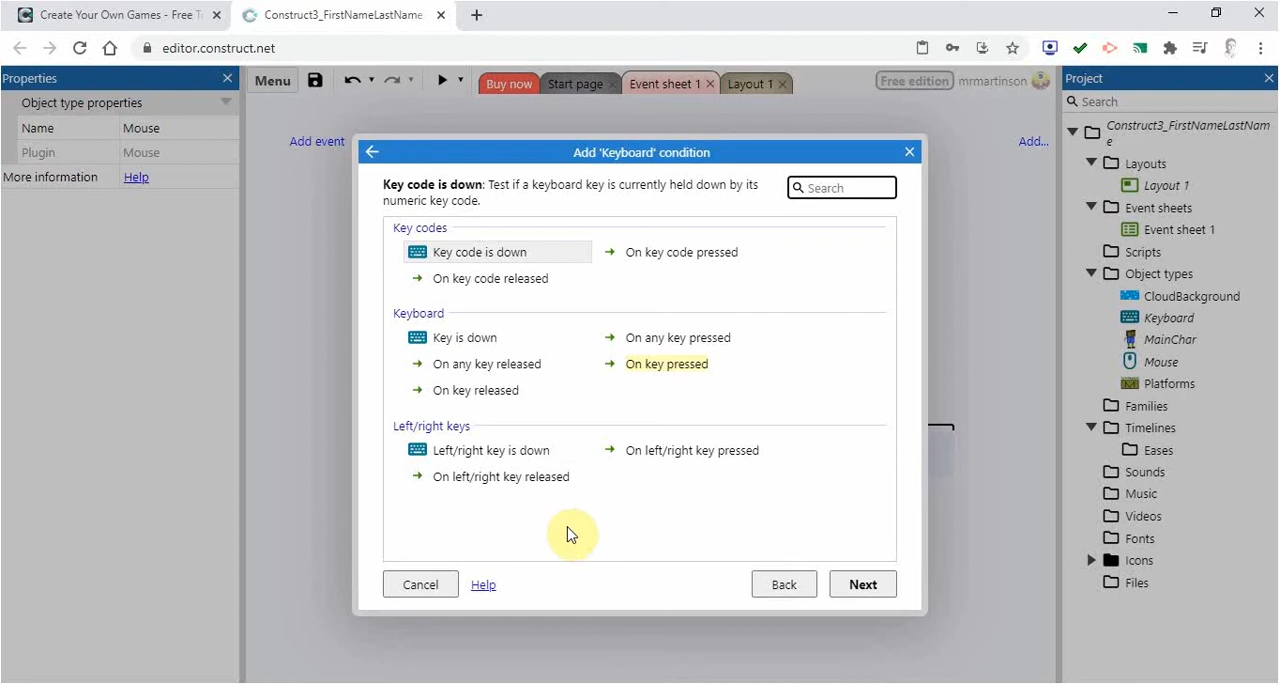 Create Your Own Games - Free T
Construct3_FirstNameLastName
editor.construct.net
Properties
Menu
Buy now
Start page
Event sheet 1
Layout 1
Free edition
mrmartinson
Project
Object type properties
Name Mouse
Plugin Mouse
More information Help
Add event
Add...
Add 'Keyboard' condition
Key code is down: Test if a keyboard key is currently held down by its
numeric key code.
Search
Key codes
Key code is down
On key code pressed
On key code released
Keyboard
Key is down
On any key pressed
On any key released
On key pressed
On key released
Left/right keys
Left/right key is down
On left/right key pressed
On left/right key released
Cancel
Help
Back
Next
Search
Construct3_FirstNameLastNam
e
Layouts
Layout 1
Event sheets
Event sheet 1
Scripts
Object types
CloudBackground
Keyboard
MainChar
Mouse
Platforms
Families
Timelines
Eases
Sounds
Music
Videos
Fonts
Icons
Files